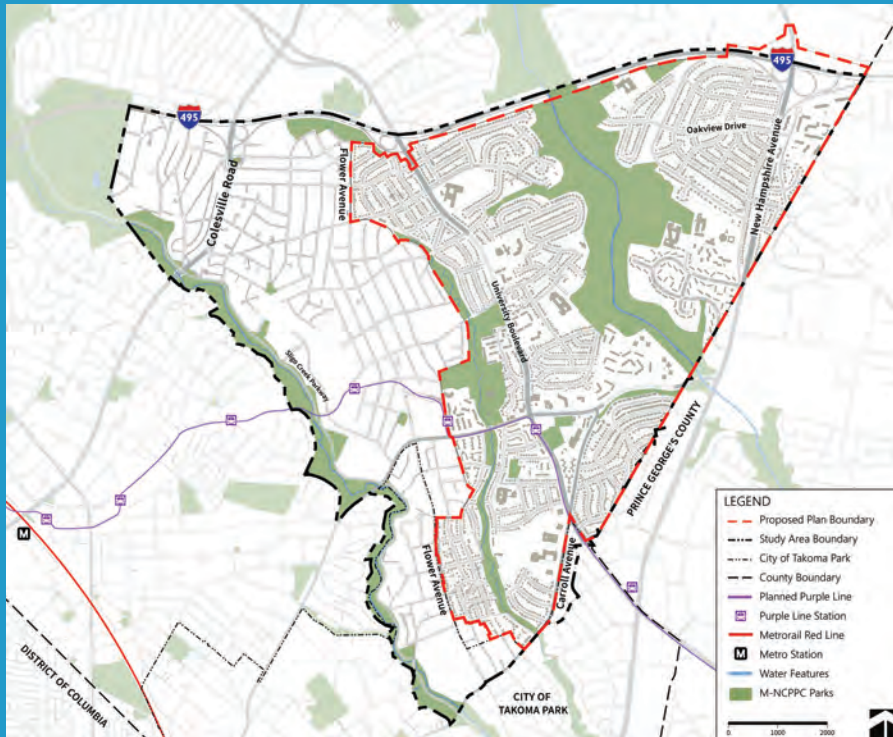 495
495
Oakview Drive
New Hampshire Avenue
Flower Avenue
Colesville Road
University Boulevard
Sligo Creek Parkway
PRINCE GEORGE'S COUNTY
Flower Avenue
Carroll Avenue
M
DISTRICT OF COLUMBIA
CITY OF
TAKOMA PARK
LEGEND
Proposed Plan Boundary
Study Area Boundary
City of Takoma Park
County Boundary
Planned Purple Line
Purple Line Station
Metrorail Red Line
M Metro Station
Water Features
M-NCPPC Parks
0 1000 2000